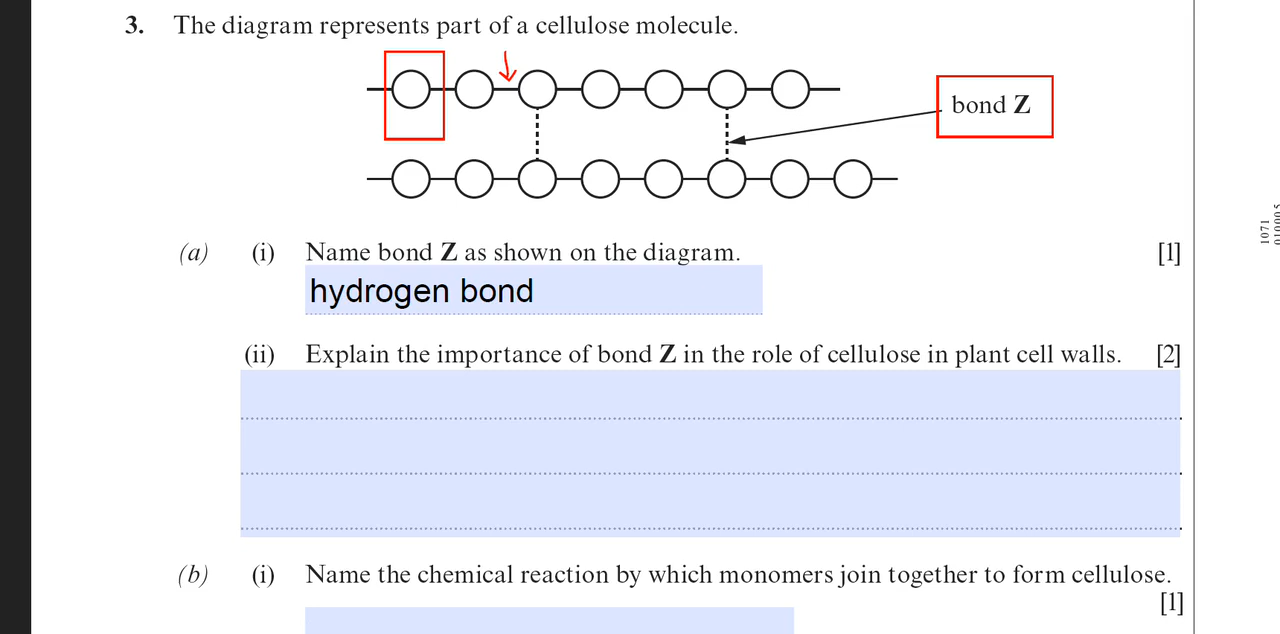 3. The diagram represents part of a cellulose molecule.
bond Z
(a) (i) Name bond Z as shown on the diagram. [1]
hydrogen bond
(ii) Explain the importance of bond Z in the role of cellulose in plant cell walls. [2]
(b) (i) Name the chemical reaction by which monomers join together to form cellulose.
[1]
1071